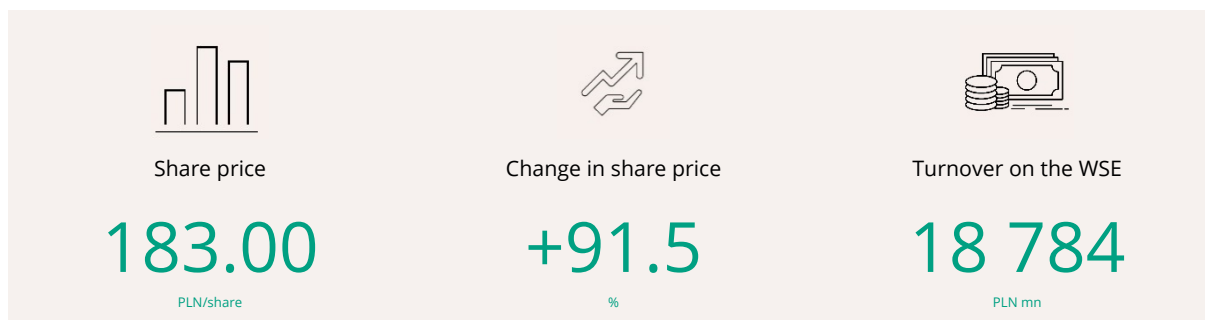 Share price
Change in share price
Turnover on the WSE
183.00
+91.5
18 784
PLN/share
%
PLN mn